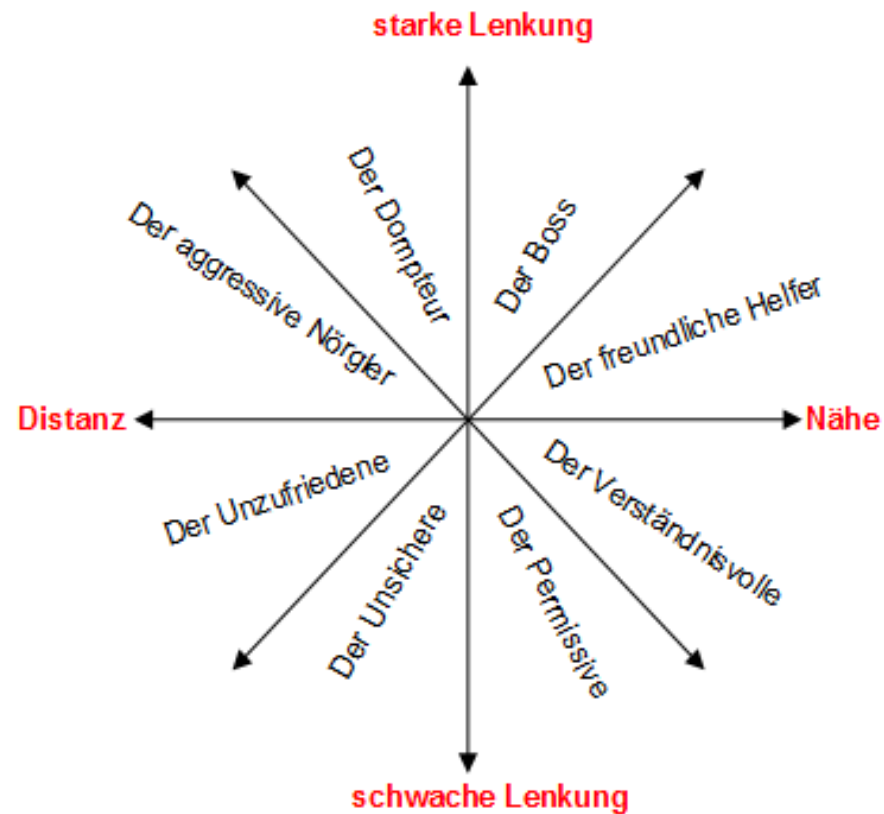 starke Lenkung
Der Dompteur
Der Boss
Der aggressive Nörgler
Der freundliche Helfer
Distanz
Nähe
Der Unzufriedene
Der Verständnisvolle
Der Unsichere
Der Permissive
schwache Lenkung